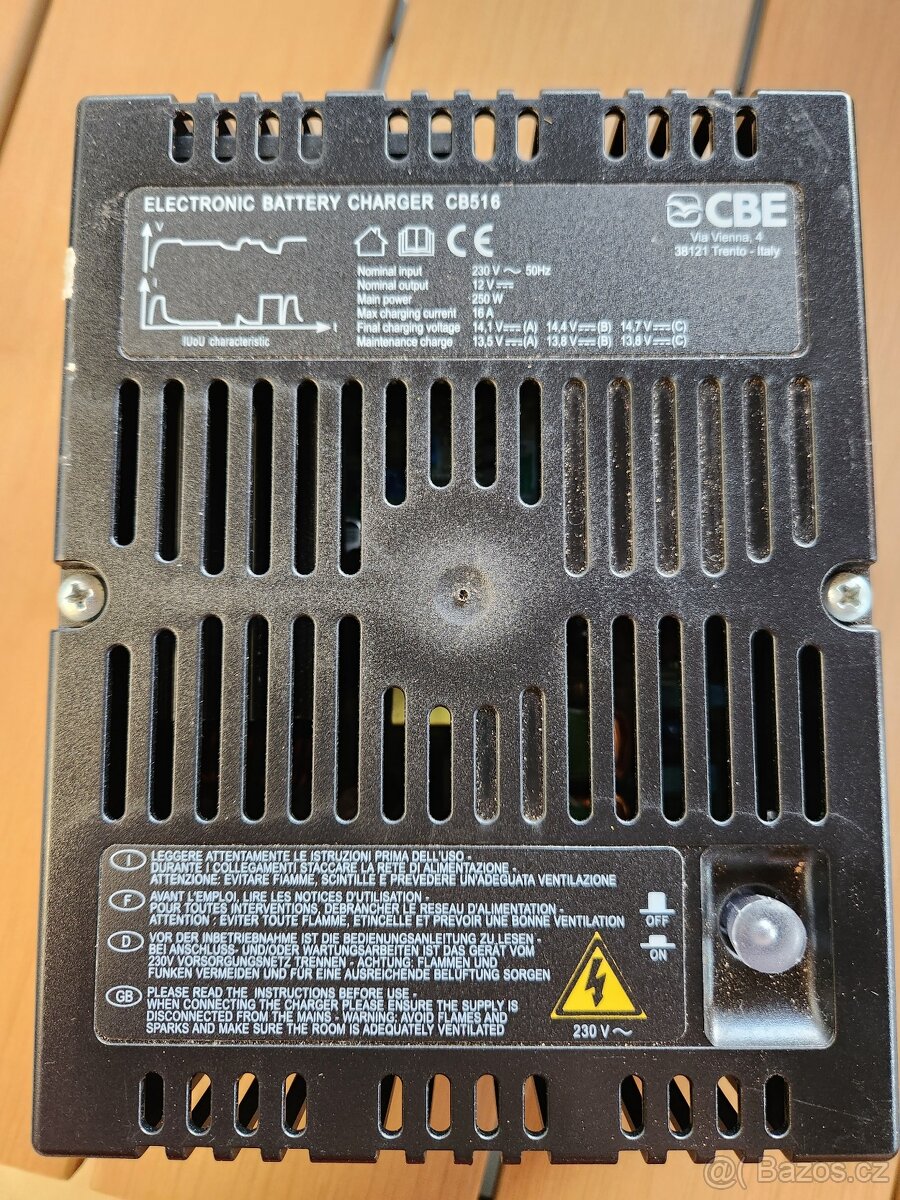 ELECTRONIC BATTERY CHARGER CB516
CBE
Via Vienna, 4
38121 Trento - Italy
V
I
t
IUoU characteristic
CE
Nominal input 230 V ~ 50Hz
Nominal output 12 V
Main power 250 W
Max charging current 16 A
Final charging voltage 14,1 V (A) 14,4 V (B) 14,7 V (C)
Maintenance charge 13,5 V (A) 13,8 V (B) 13,8 V (C)
I LEGGERE ATTENTAMENTE LE ISTRUZIONI PRIMA DELL'USO -
DURANTE I COLLEGAMENTI STACCARE LA RETE DI ALIMENTAZIONE -
ATTENZIONE: EVITARE FIAMME, SCINTILLE E PREVEDERE UN'ADEGUATA VENTILAZIONE
F AVANT L'EMPLOI, LIRE LES NOTICES D'UTILISATION -
POUR TOUTES INTERVENTIONS, DEBRANCHER LE RESEAU D'ALIMENTATION -
ATTENTION : EVITER TOUTE FLAMME, ETINCELLE ET PREVOIR UNE BONNE VENTILATION
D VOR DER INBETRIEBNAHME IST DIE BEDIENUNGSANLEITUNG ZU LESEN -
BEI ANSCHLUSS- UND/ODER WARTUNGSARBEITEN IST DAS GERÄT VOM
230V VORSORGUNGSNETZ TRENNEN - ACHTUNG: FLAMMEN UND
FUNKEN VERMEIDEN UND FÜR EINE AUSREICHENDE BELÜFTUNG SORGEN
GB PLEASE READ THE INSTRUCTIONS BEFORE USE -
WHEN CONNECTING THE CHARGER PLEASE ENSURE THE SUPPLY IS
DISCONNECTED FROM THE MAINS - WARNING: AVOID FLAMES AND
SPARKS AND MAKE SURE THE ROOM IS ADEQUATELY VENTILATED
OFF
ON
230 V ~
@ Bazos.cz